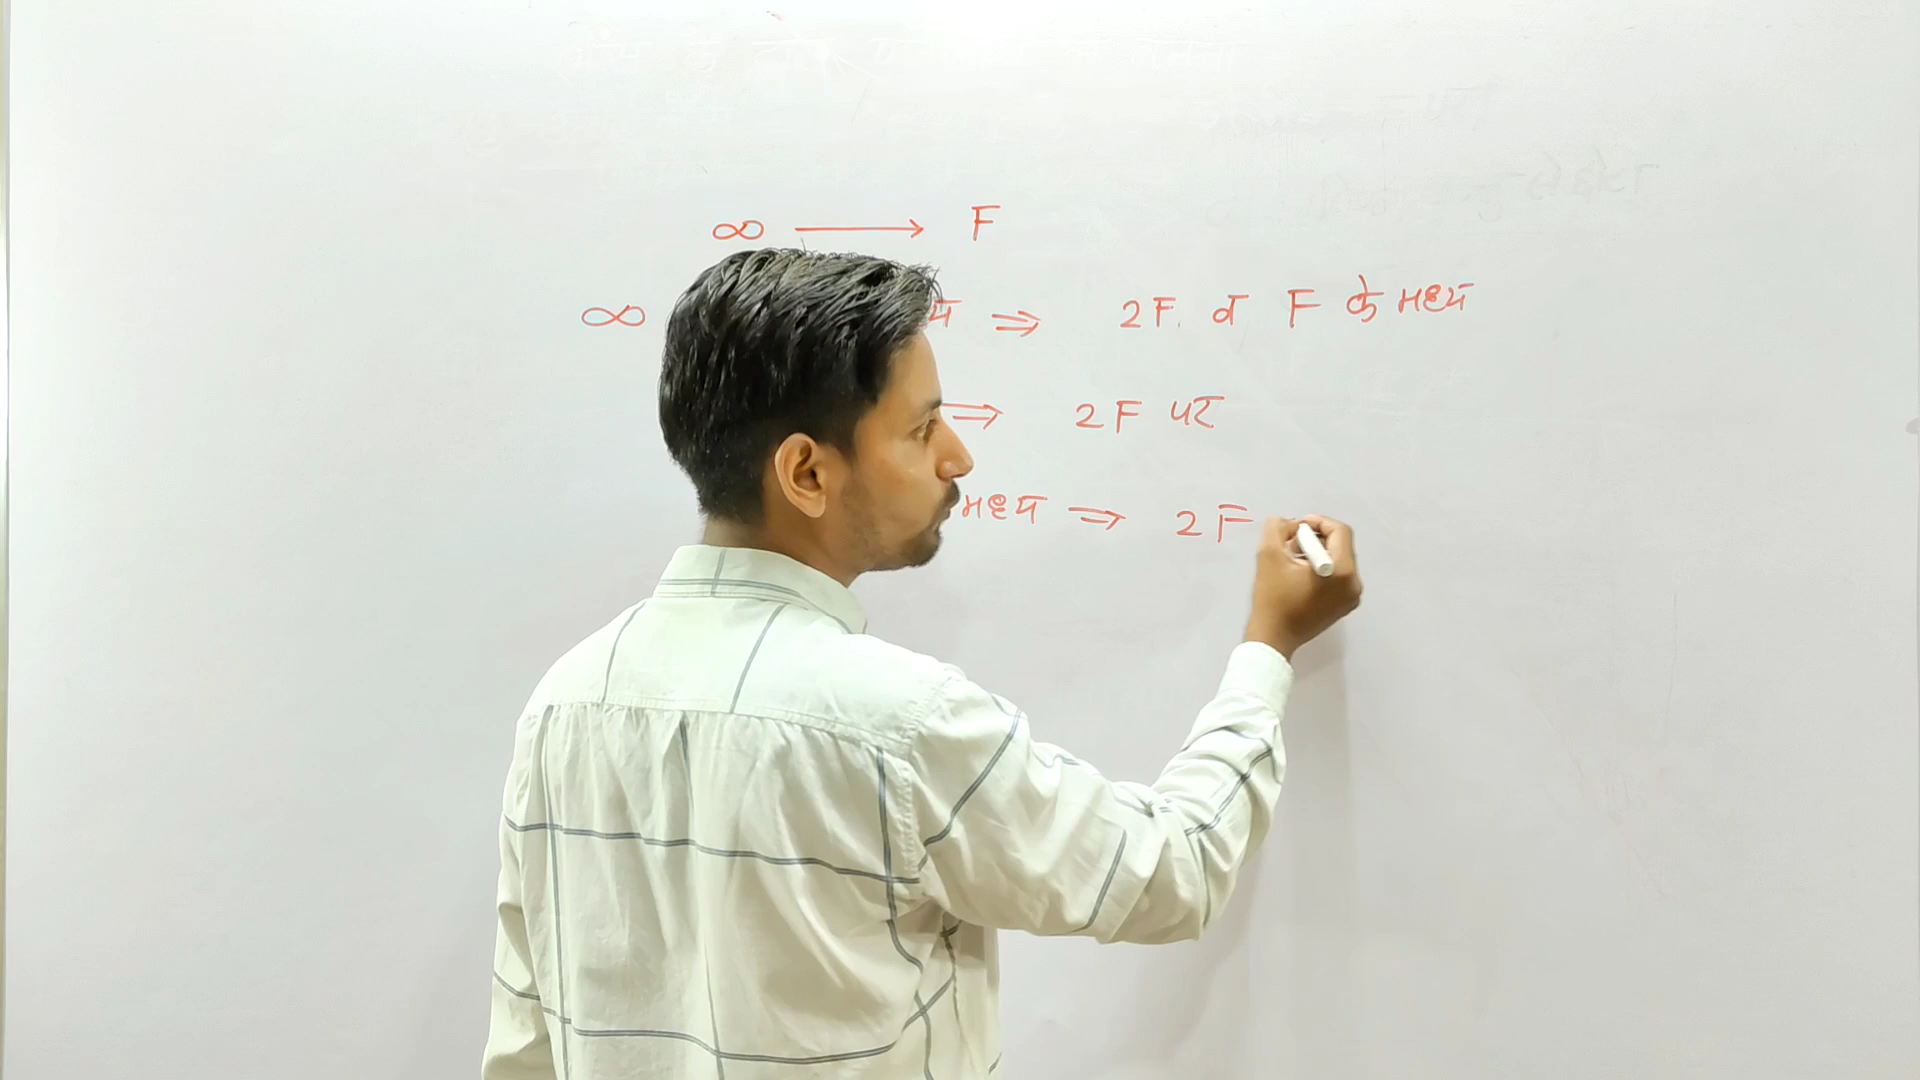 ∞ → F
∞ ⇒ 2F व F के मध्य
⇒ 2F पर
मध्य ⇒ 2F